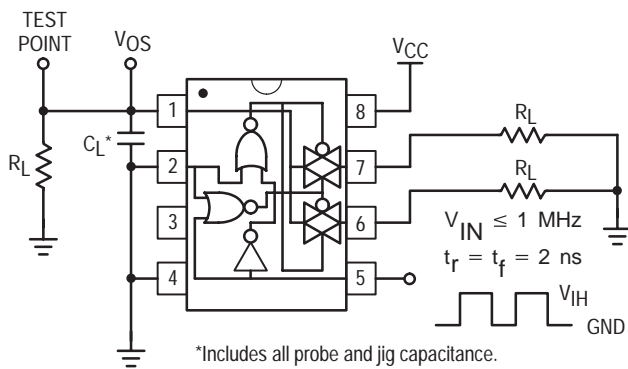 TEST
POINT
VOS
VCC
1
8
CL*
RL
RL
2
7
RL
3
6
VIN ≤ 1 MHz
tr = tf = 2 ns
4
5
VIH
GND
*Includes all probe and jig capacitance.